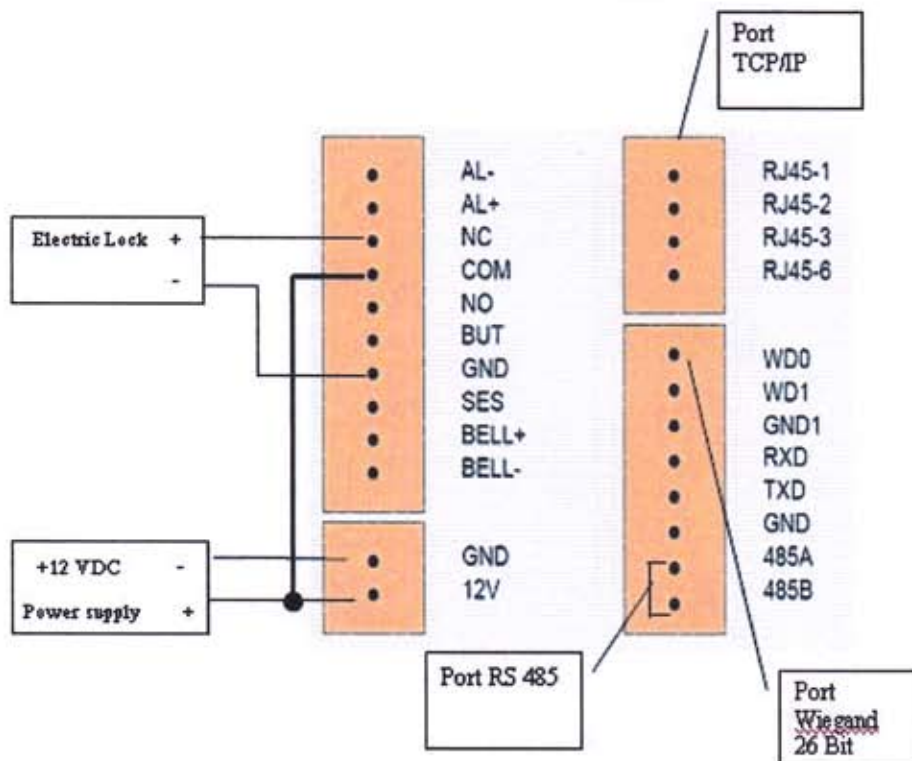 Port
TCP/IP
AL-
AL+
NC
COM
NO
BUT
GND
SES
BELL+
BELL-
GND
12V
Electric Lock +
-
+12 VDC -
Power supply +
RJ45-1
RJ45-2
RJ45-3
RJ45-6
WD0
WD1
GND1
RXD
TXD
GND
485A
485B
Port RS 485
Port
Wiegand
26 Bit